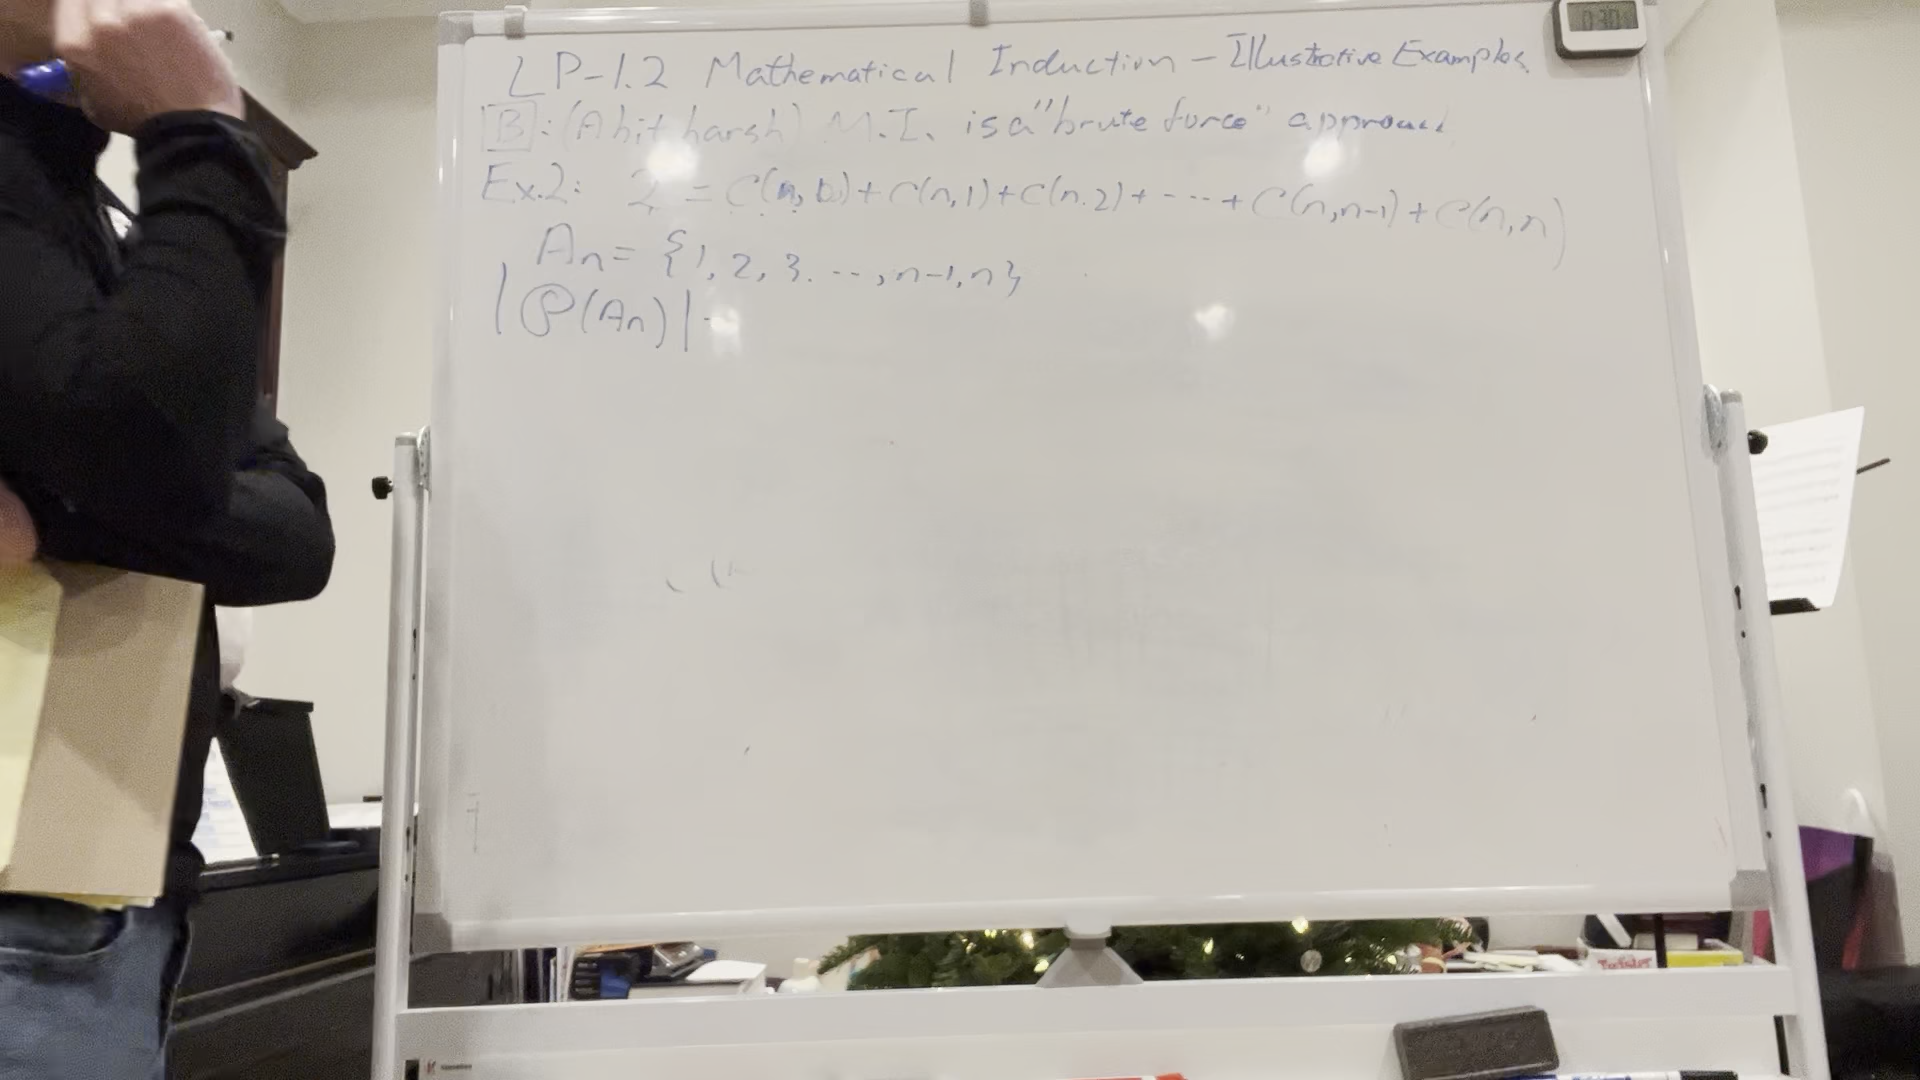 LP-1.2 Mathematical Induction - Illustrative Examples
B: (A bit harsh) M.I. is a "brute force" approach
Ex.2: 2 = C(n,0)+C(n,1)+C(n,2)+---+C(n,n-1)+C(n,n)
An = {1, 2, 3. ---, n-1, n}
|P(An)| -